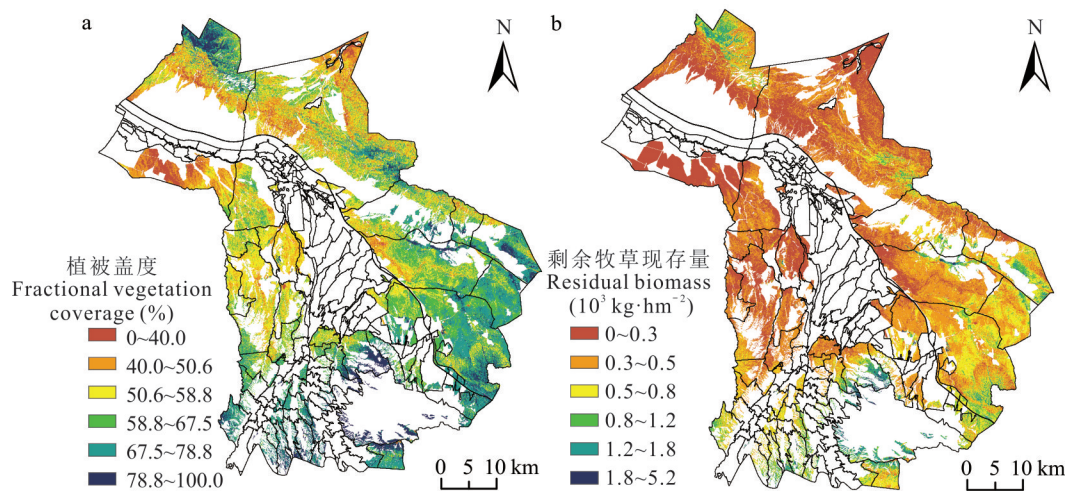 a
N
植被盖度
Fractional vegetation
coverage (%)
0~40.0
40.0~50.6
50.6~58.8
58.8~67.5
67.5~78.8
78.8~100.0
0 5 10 km
b
N
剩余牧草现存量
Residual biomass
(10³ kg·hm⁻²)
0~0.3
0.3~0.5
0.5~0.8
0.8~1.2
1.2~1.8
1.8~5.2
0 5 10 km